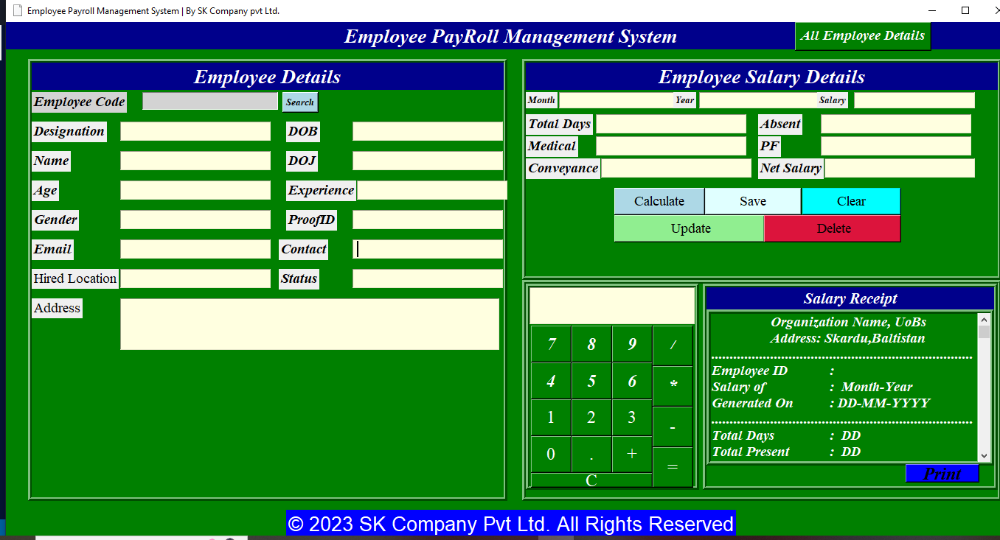 Employee Payroll Management System | By SK Company pvt Ltd.
Employee PayRoll Management System
All Employee Details
Employee Details
Employee Code
Search
Designation
DOB
Name
DOJ
Age
Experience
Gender
ProofID
Email
Contact
Hired Location
Status
Address
Employee Salary Details
Month
Year
Salary
Total Days
Absent
Medical
PF
Conveyance
Net Salary
Calculate
Save
Clear
Update
Delete
7 8 9 /
4 5 6 *
1 2 3 -
0 . + =
C
Salary Receipt
Organization Name, UoBs
Address: Skardu,Baltistan
Employee ID :
Salary of : Month-Year
Generated On : DD-MM-YYYY
Total Days : DD
Total Present : DD
Print
© 2023 SK Company Pvt Ltd. All Rights Reserved